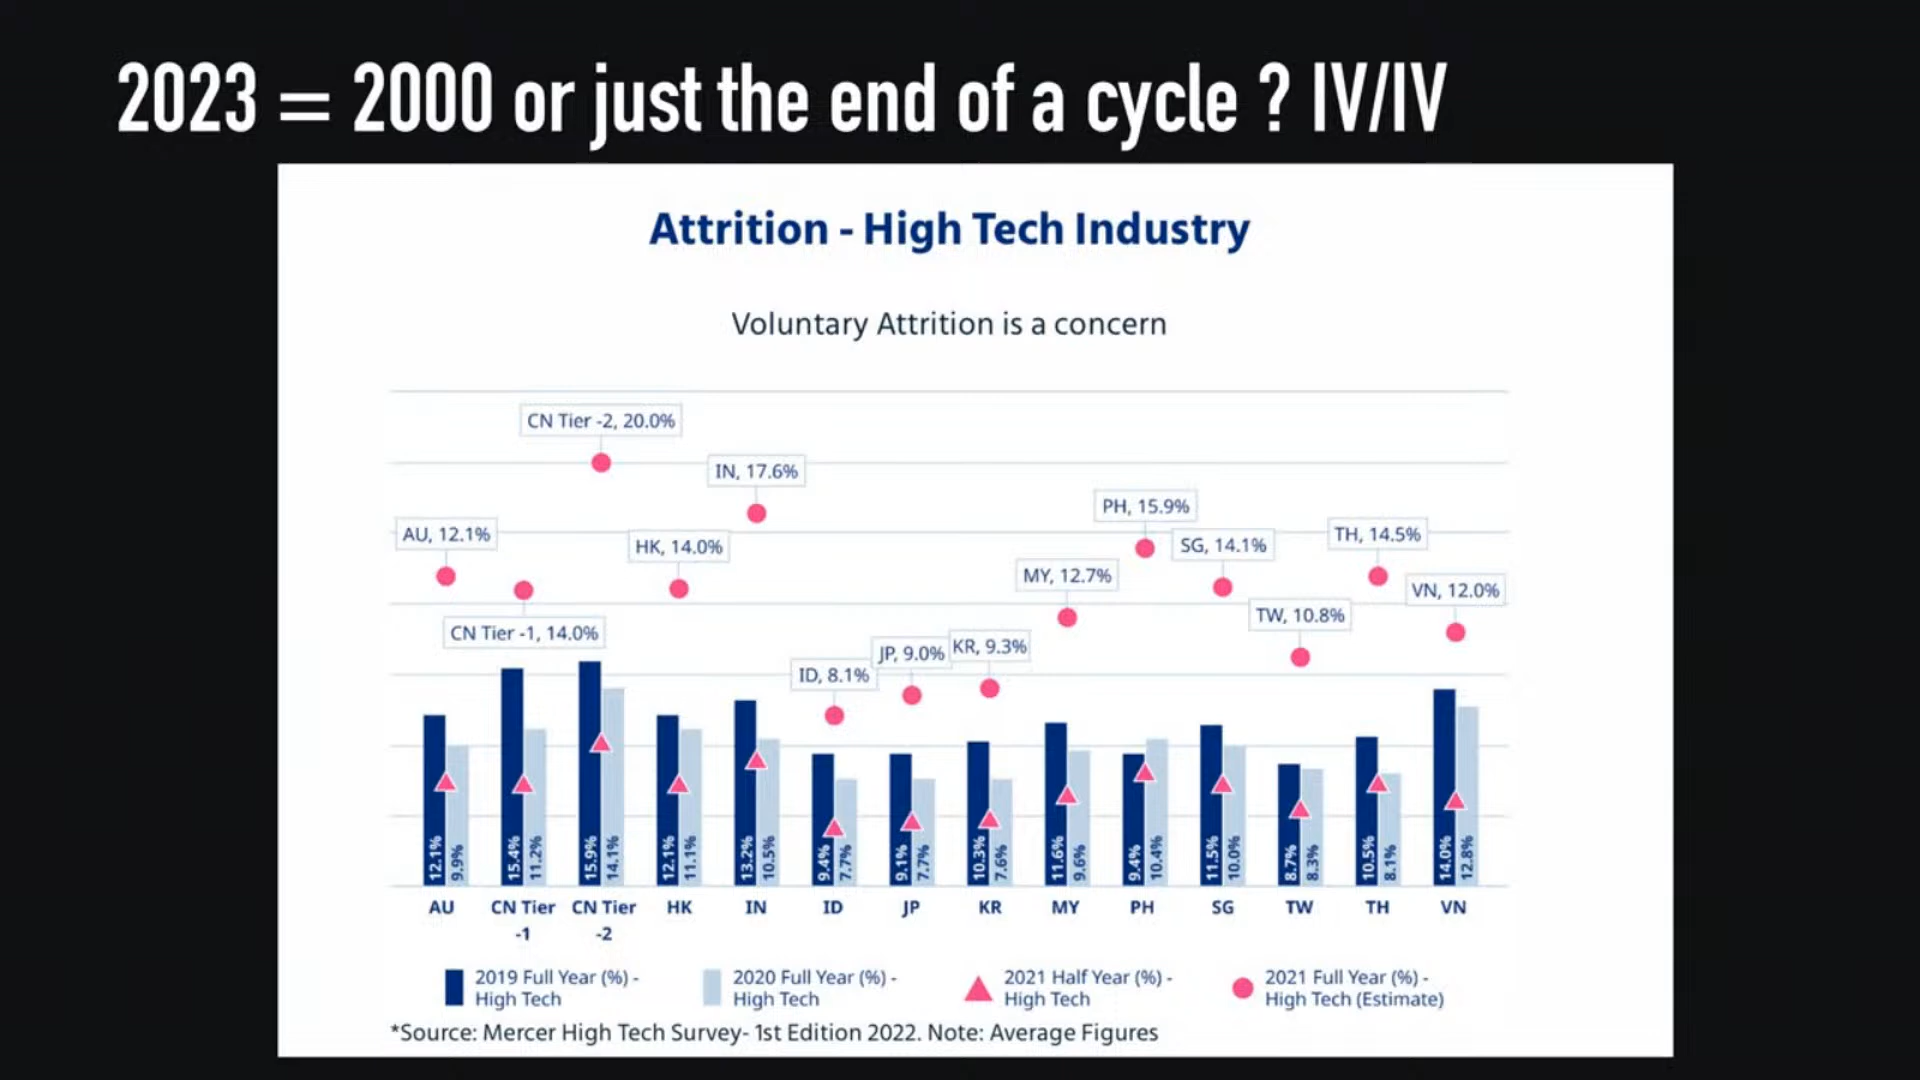 2023 = 2000 or just the end of a cycle ? IV/IV
Attrition - High Tech Industry
Voluntary Attrition is a concern
CN Tier -2, 20.0%
IN, 17.6%
PH, 15.9%
AU, 12.1%
HK, 14.0%
SG, 14.1%
TH, 14.5%
MY, 12.7%
VN, 12.0%
TW, 10.8%
CN Tier -1, 14.0%
JP, 9.0%
KR, 9.3%
ID, 8.1%
12.1%
9.9%
15.4%
11.2%
15.9%
14.1%
12.1%
11.1%
13.2%
10.5%
9.4%
7.7%
9.1%
7.7%
10.3%
7.6%
11.6%
9.6%
9.4%
10.4%
11.5%
10.0%
8.7%
8.3%
10.5%
8.1%
14.0%
12.8%
AU
CN Tier
-1
CN Tier
-2
HK
IN
ID
JP
KR
MY
PH
SG
TW
TH
VN
2019 Full Year (%) -
High Tech
2020 Full Year (%) -
High Tech
2021 Half Year (%) -
High Tech
2021 Full Year (%) -
High Tech (Estimate)
*Source: Mercer High Tech Survey- 1st Edition 2022. Note: Average Figures